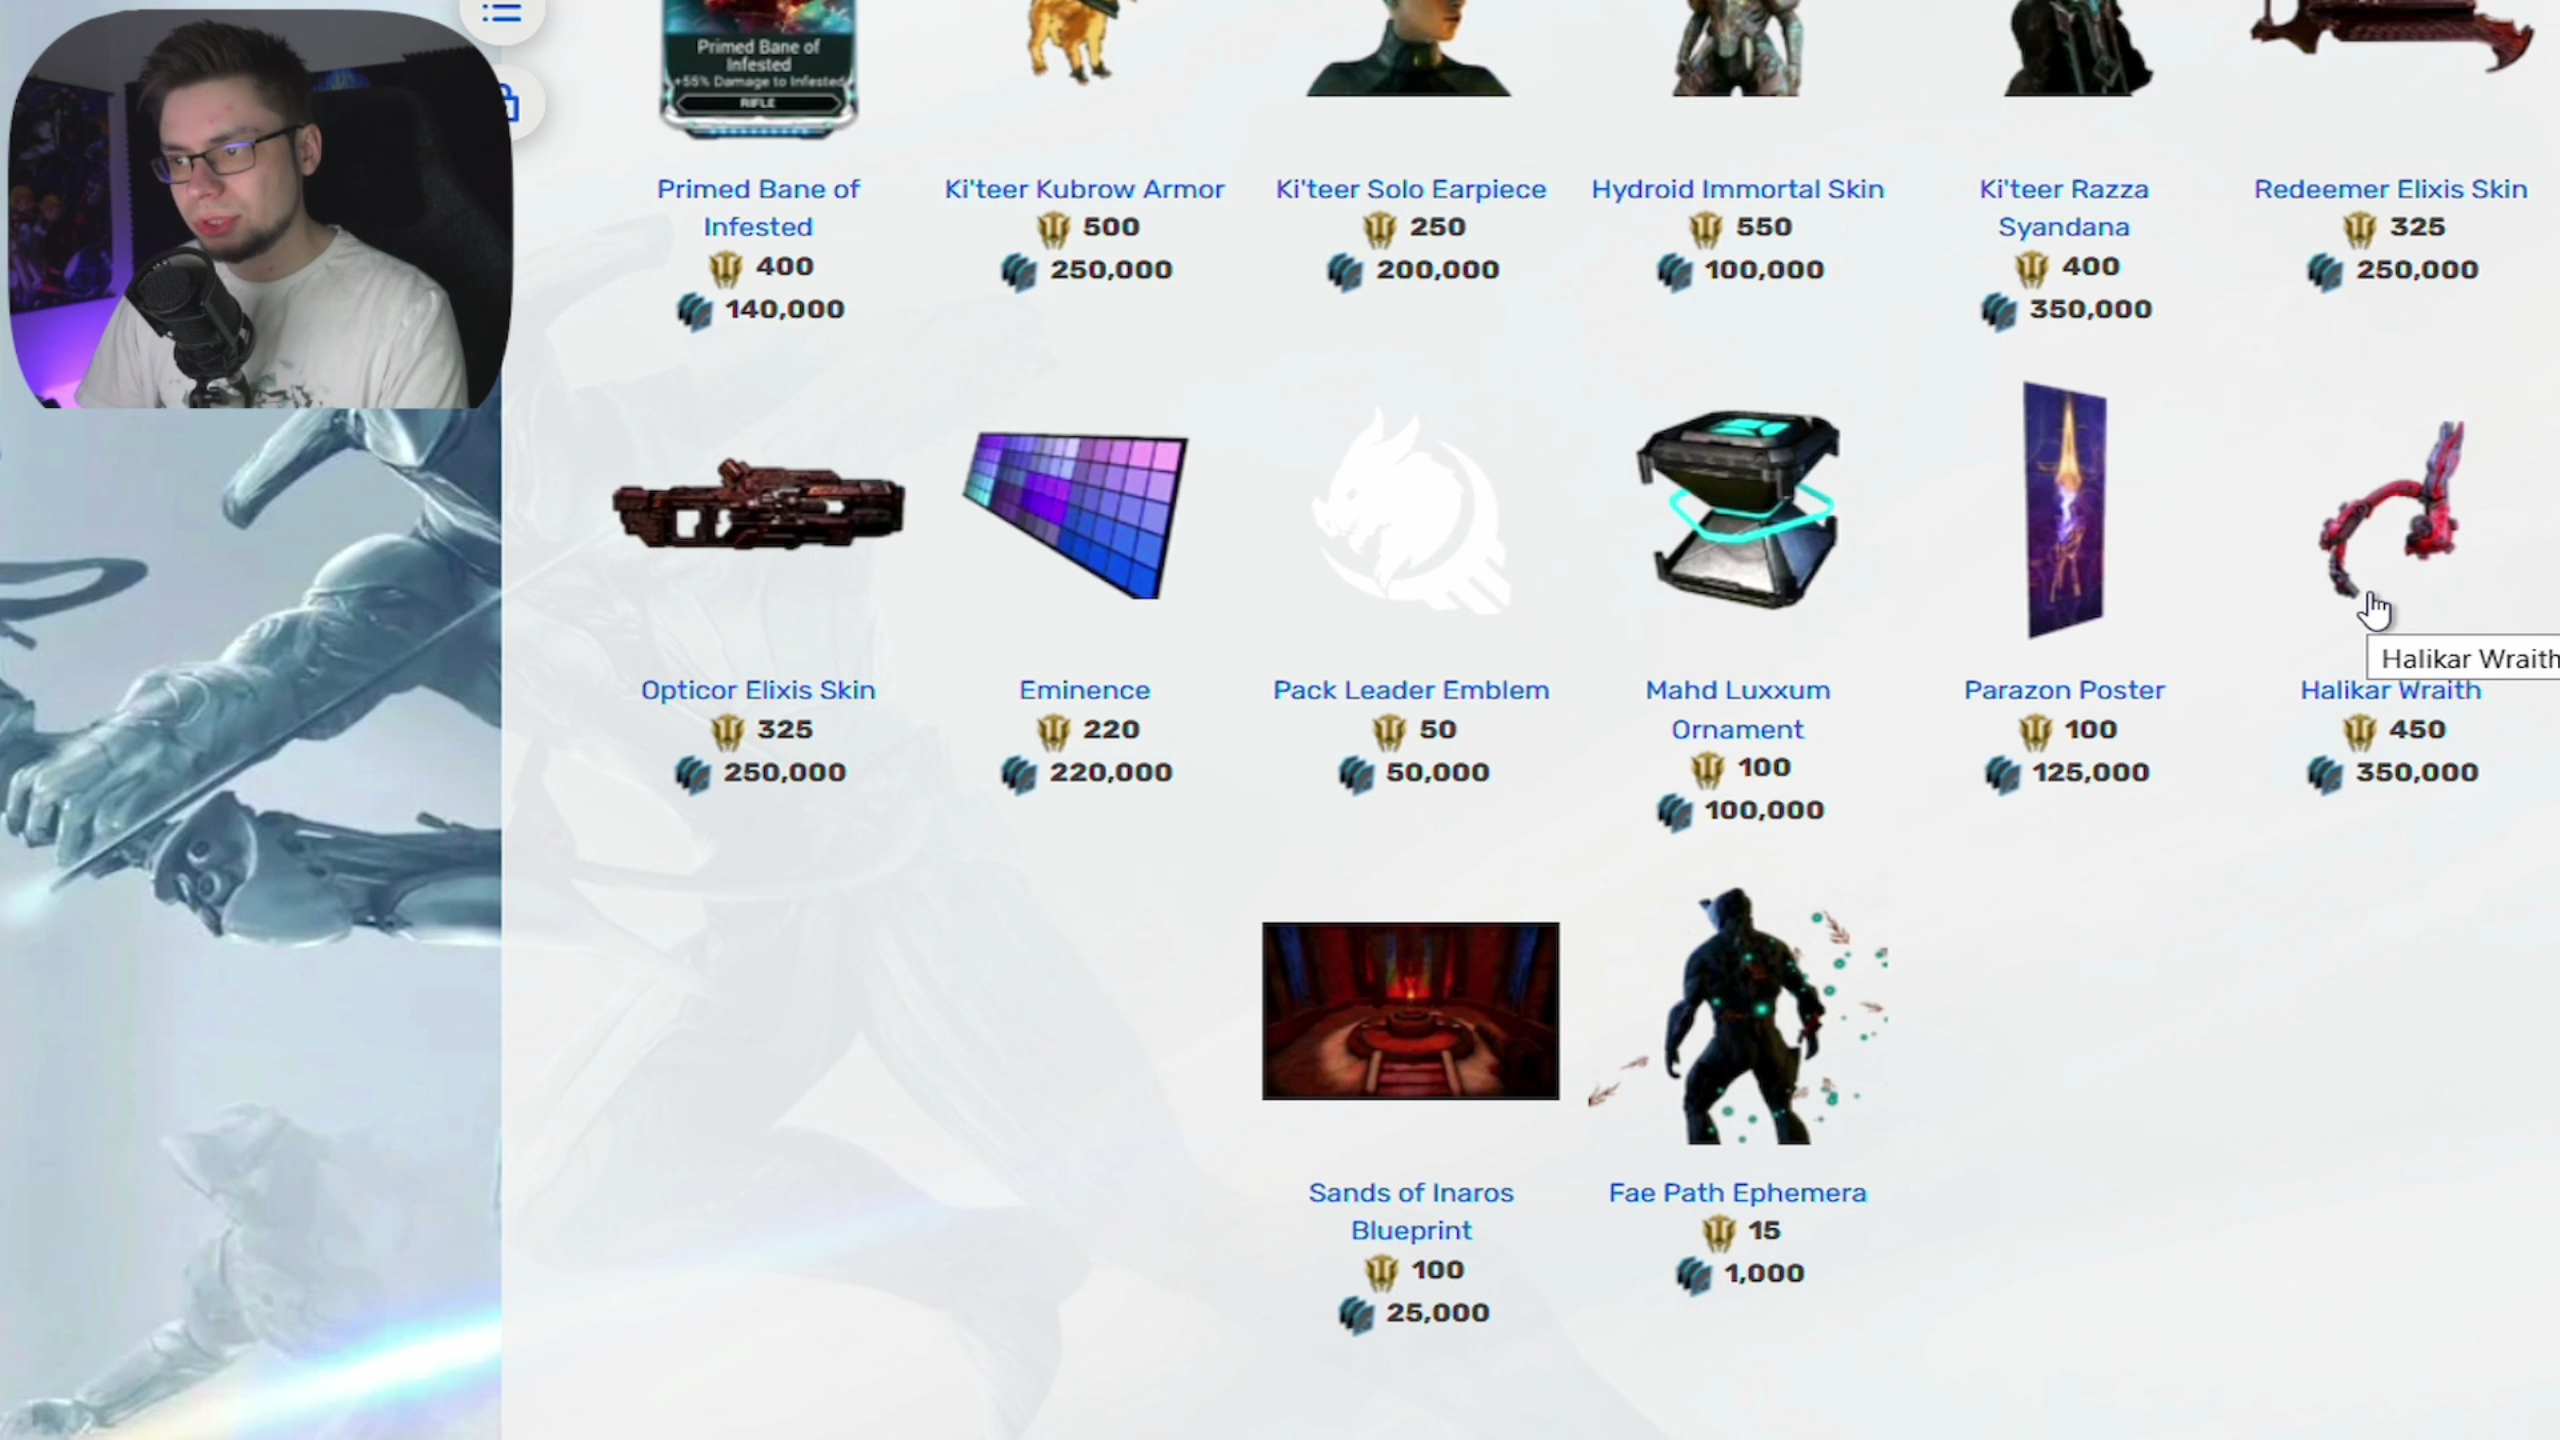 Primed Bane of
Infested
+55% Damage to Infested
RIFLE
Primed Bane of
Infested
400
140,000
Ki'teer Kubrow Armor
500
250,000
Ki'teer Solo Earpiece
250
200,000
Hydroid Immortal Skin
550
100,000
Ki'teer Razza
Syandana
400
350,000
Redeemer Elixis Skin
325
250,000
Opticor Elixis Skin
325
250,000
Eminence
220
220,000
Pack Leader Emblem
50
50,000
Mahd Luxxum
Ornament
100
100,000
Parazon Poster
100
125,000
Halikar Wraith
Halikar Wraith
450
350,000
Sands of Inaros
Blueprint
100
25,000
Fae Path Ephemera
15
1,000